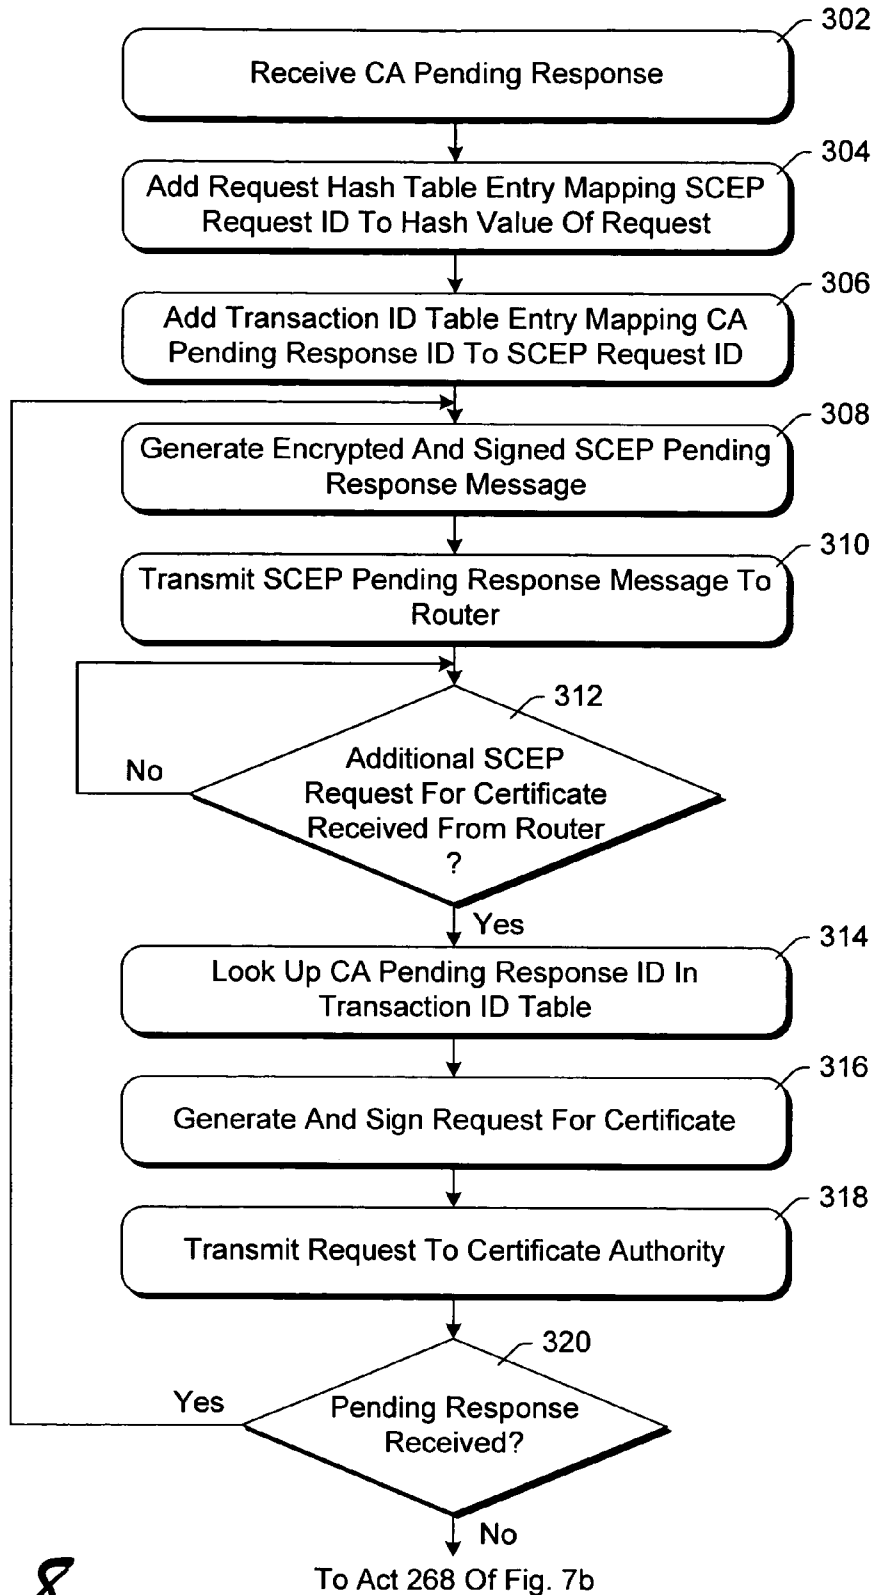 302
Receive CA Pending Response
304
Add Request Hash Table Entry Mapping SCEP
Request ID To Hash Value Of Request
306
Add Transaction ID Table Entry Mapping CA
Pending Response ID To SCEP Request ID
308
Generate Encrypted And Signed SCEP Pending
Response Message
310
Transmit SCEP Pending Response Message To
Router
312
No
Additional SCEP
Request For Certificate
Received From Router
?
Yes
314
Look Up CA Pending Response ID In
Transaction ID Table
316
Generate And Sign Request For Certificate
318
Transmit Request To Certificate Authority
320
Yes
Pending Response
Received?
No
To Act 268 Of Fig. 7b
8